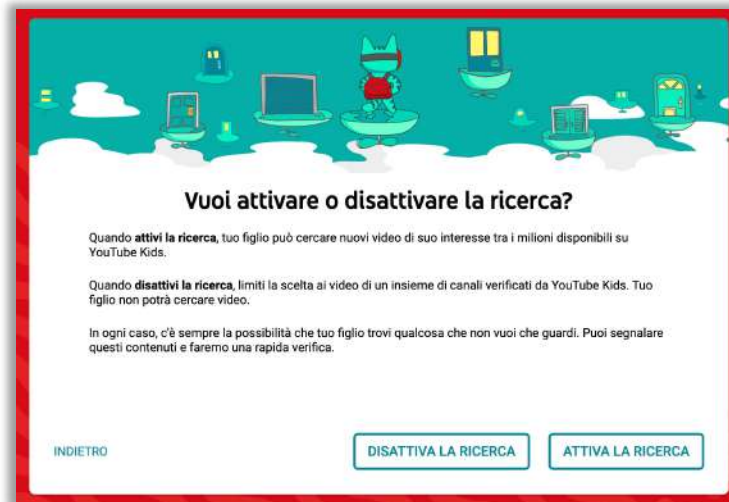 Vuoi attivare o disattivare la ricerca?
Quando attivi la ricerca, tuo figlio può cercare nuovi video di suo interesse tra i milioni disponibili su
YouTube Kids.
Quando disattivi la ricerca, limiti la scelta ai video di un insieme di canali verificati da YouTube Kids. Tuo
figlio non potrà cercare video.
In ogni caso, c'è sempre la possibilità che tuo figlio trovi qualcosa che non vuoi che guardi. Puoi segnalare
questi contenuti e faremo una rapida verifica.
INDIETRO
DISATTIVA LA RICERCA
ATTIVA LA RICERCA